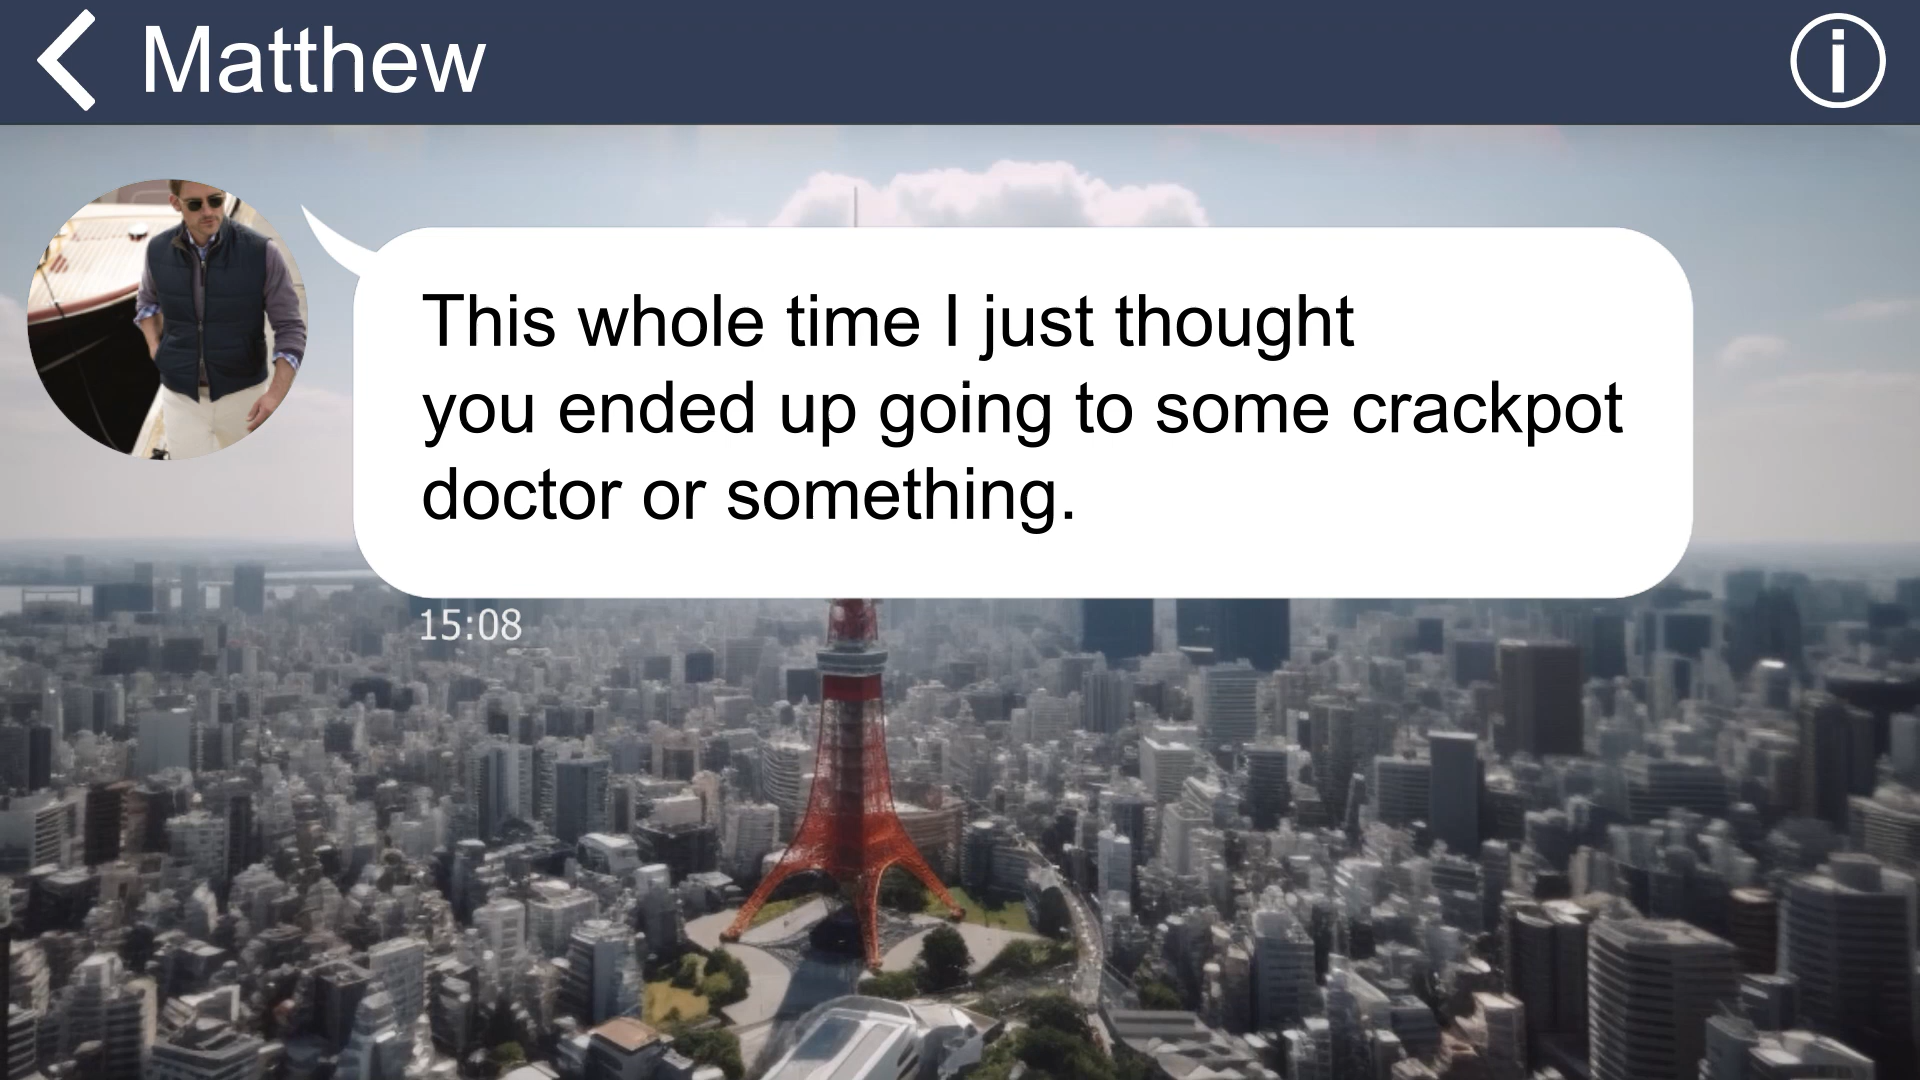 Matthew
This whole time I just thought
you ended up going to some crackpot
doctor or something.
15:08